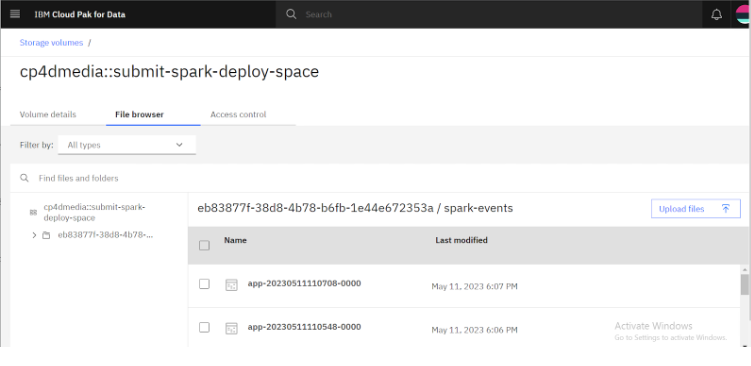 IBM Cloud Pak for Data
Search
Storage volumes /
cp4dmedia::submit-spark-deploy-space
Volume details File browser Access control
Filter by: All types
Find files and folders
cp4dmedia::submit-spark-
deploy-space
eb83877f-38d8-4b78-...
eb83877f-38d8-4b78-b6fb-1e44e672353a / spark-events
Upload files
Name Last modified
app-20230511110708-0000 May 11, 2023 6:07 PM
app-20230511110548-0000 May 11, 2023 6:06 PM
Activate Windows
Go to Settings to activate Windows.